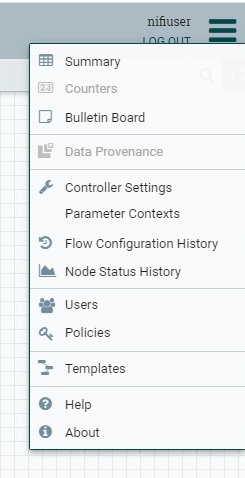 nifiuser
LOG OUT
Summary
Counters
Bulletin Board
Data Provenance
Controller Settings
Parameter Contexts
Flow Configuration History
Node Status History
Users
Policies
Templates
Help
About